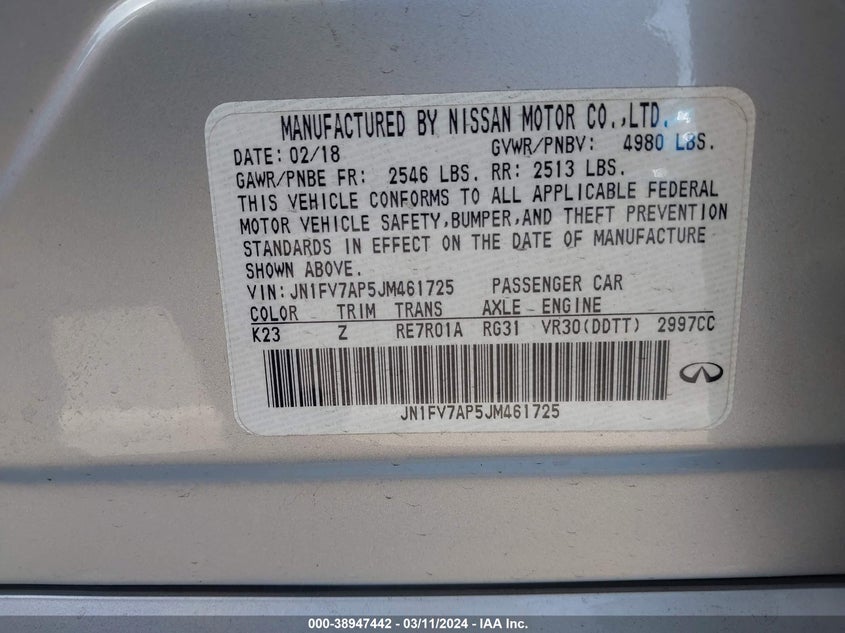 MANUFACTURED BY NISSAN MOTOR CO.,LTD.
DATE: 02/18 GVWR/PNBV: 4980 LBS.
GAWR/PNBE FR: 2546 LBS. RR: 2513 LBS.
THIS VEHICLE CONFORMS TO ALL APPLICABLE FEDERAL
MOTOR VEHICLE SAFETY,BUMPER,AND THEFT PREVENTION
STANDARDS IN EFFECT ON THE DATE OF MANUFACTURE
SHOWN ABOVE.
VIN:JN1FV7AP5JM461725 PASSENGER CAR
COLOR TRIM TRANS AXLE ENGINE
K23 Z RE7R01A RG31 VR30(DDTT) 2997CC
JN1FV7AP5JM461725
000-38947442 - 03/11/2024 - IAA Inc.